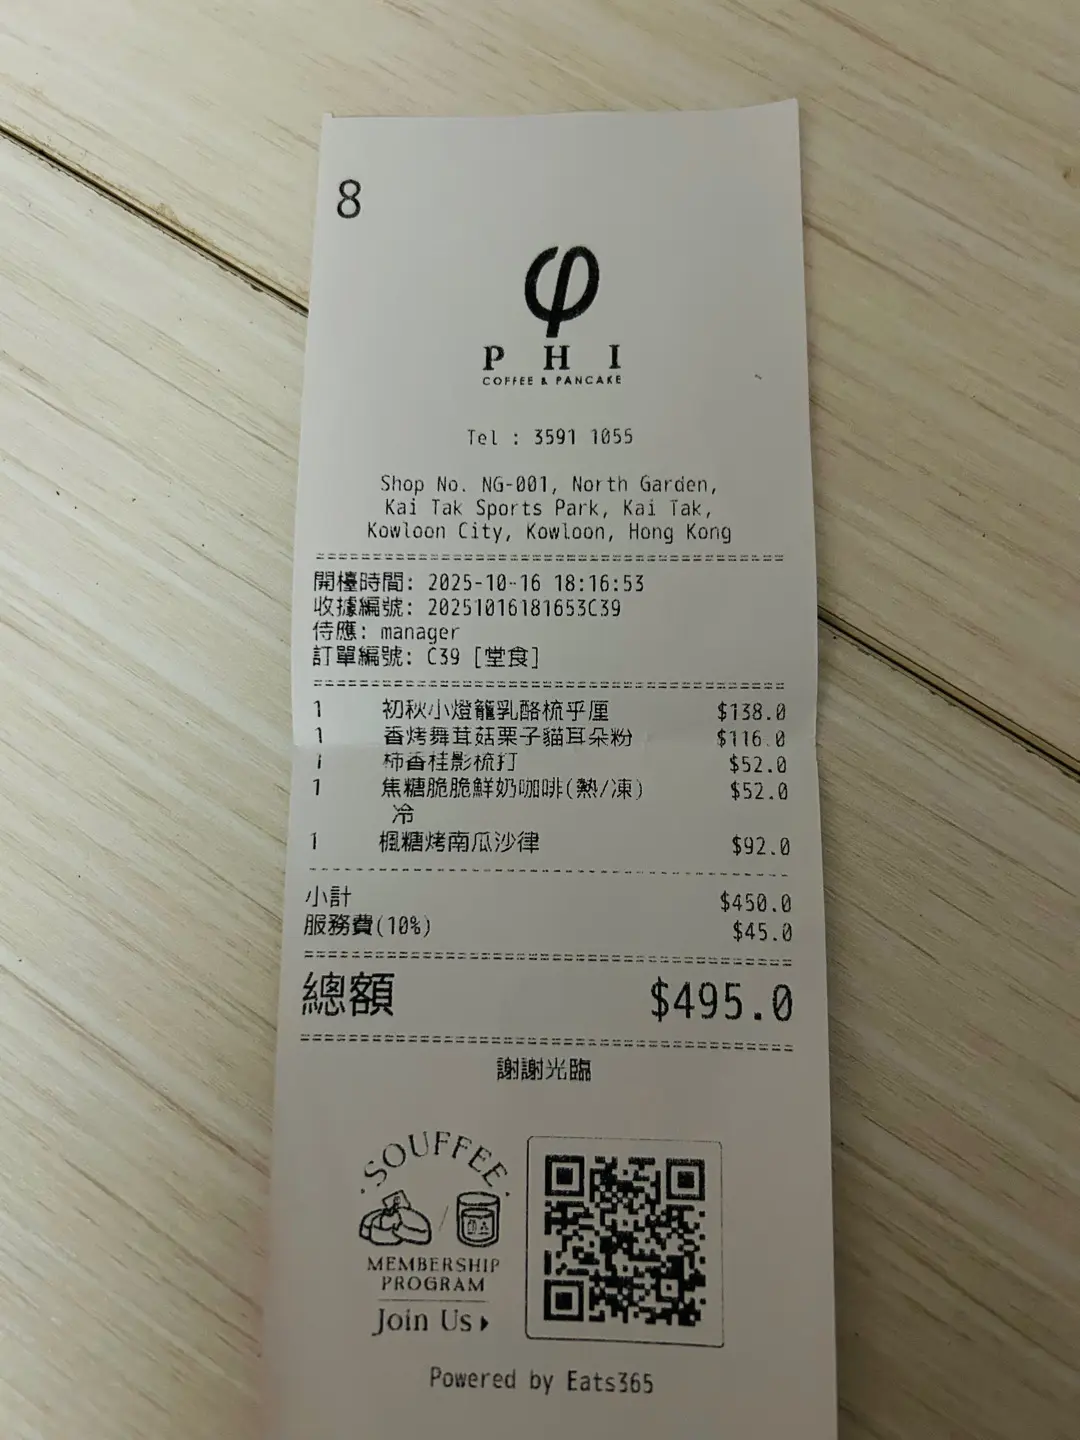 8
φ
PHI
COFFEE & PANCAKE
Tel : 3591 1055
Shop No. NG-001, North Garden,
Kai Tak Sports Park, Kai Tak,
Kowloon City, Kowloon, Hong Kong
開檯時間: 2025-10-16 18:16:53
收據編號: 20251016181653C39
侍應: manager
訂單編號: C39 [堂食]
1 初秋小燈籠乳酪梳乎厘 $138.0
1 香烤舞茸菇栗子貓耳朵粉 $116.0
1 柿香桂影梳打 $52.0
1 焦糖脆脆鮮奶咖啡(熱/凍) $52.0
冷
1 楓糖烤南瓜沙律 $92.0
小計 $450.0
服務費(10%) $45.0
總額 $495.0
謝謝光臨
SOUFFEE
MEMBERSHIP
PROGRAM
Join Us
Powered by Eats365